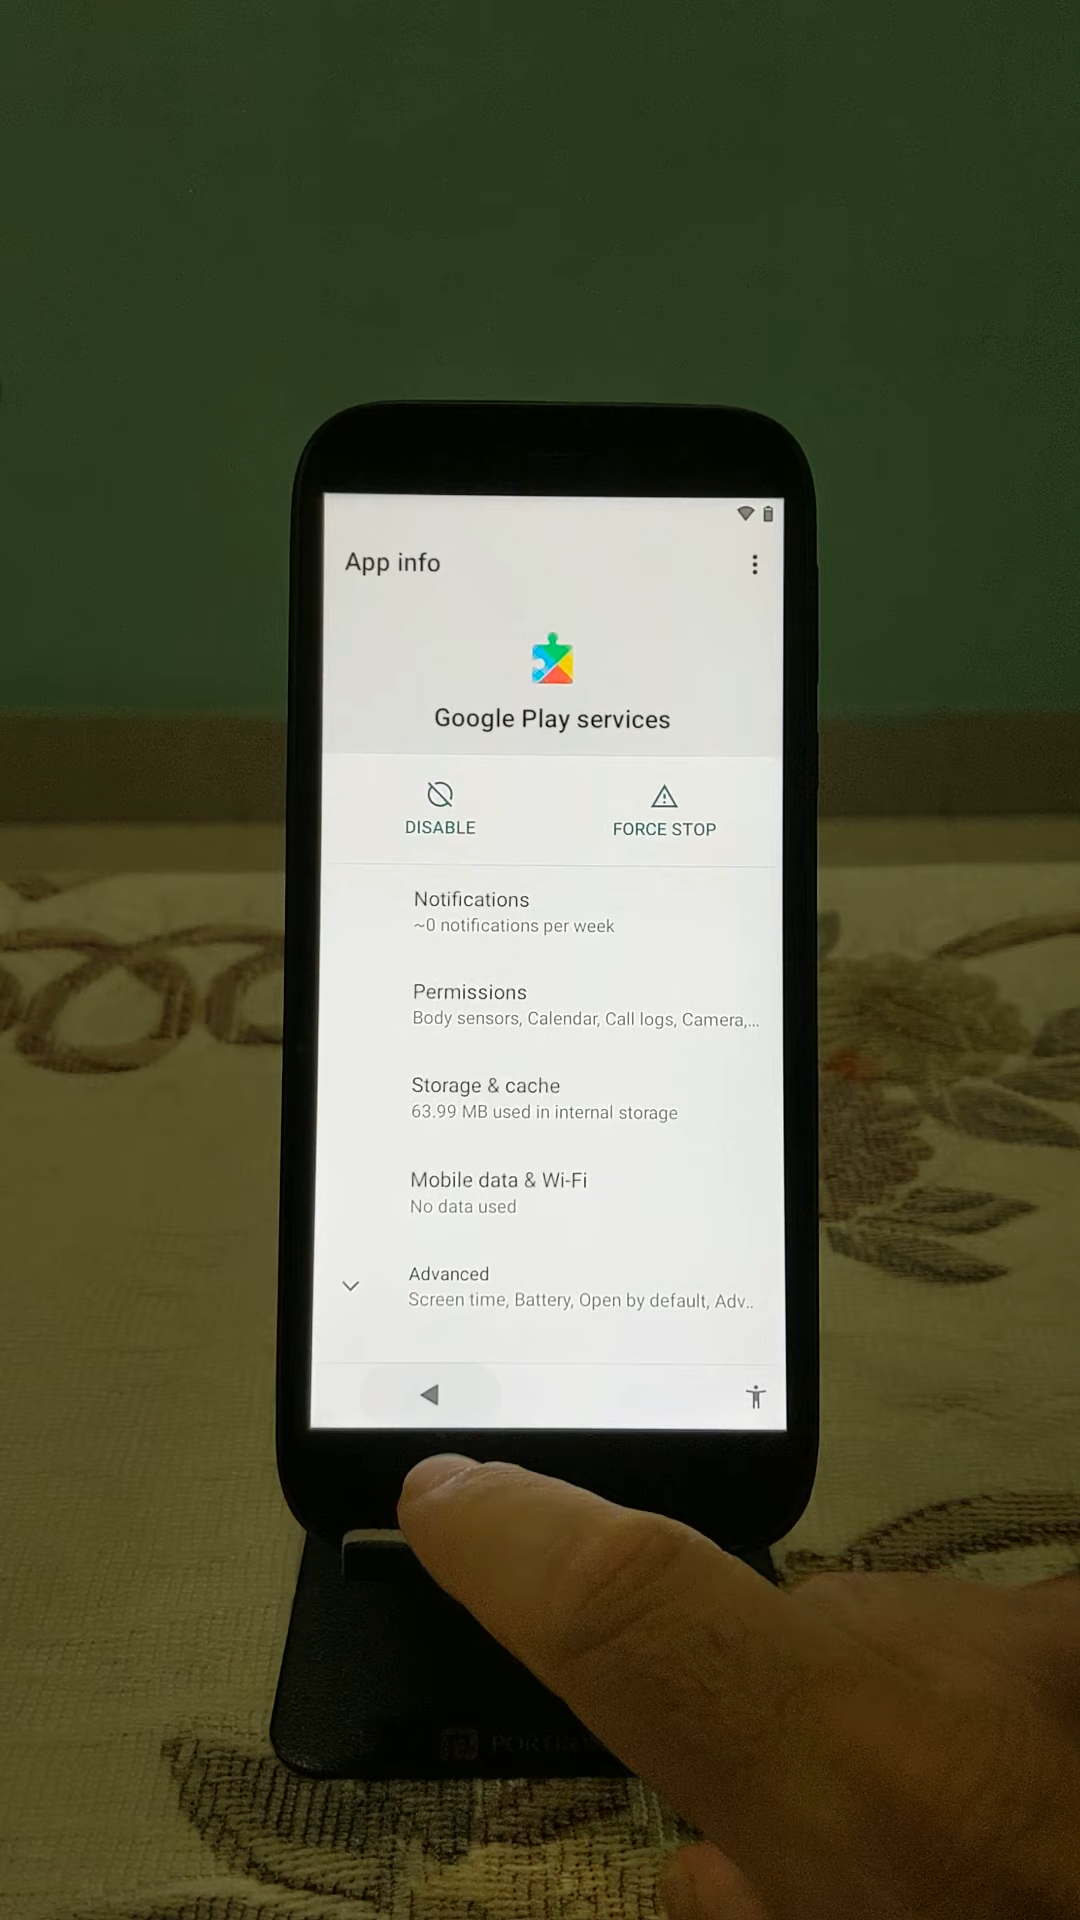 App info
Google Play services
DISABLE
FORCE STOP
Notifications
~0 notifications per week
Permissions
Body sensors, Calendar, Call logs, Camera,...
Storage & cache
63.99 MB used in internal storage
Mobile data & Wi-Fi
No data used
Advanced
Screen time, Battery, Open by default, Adv..